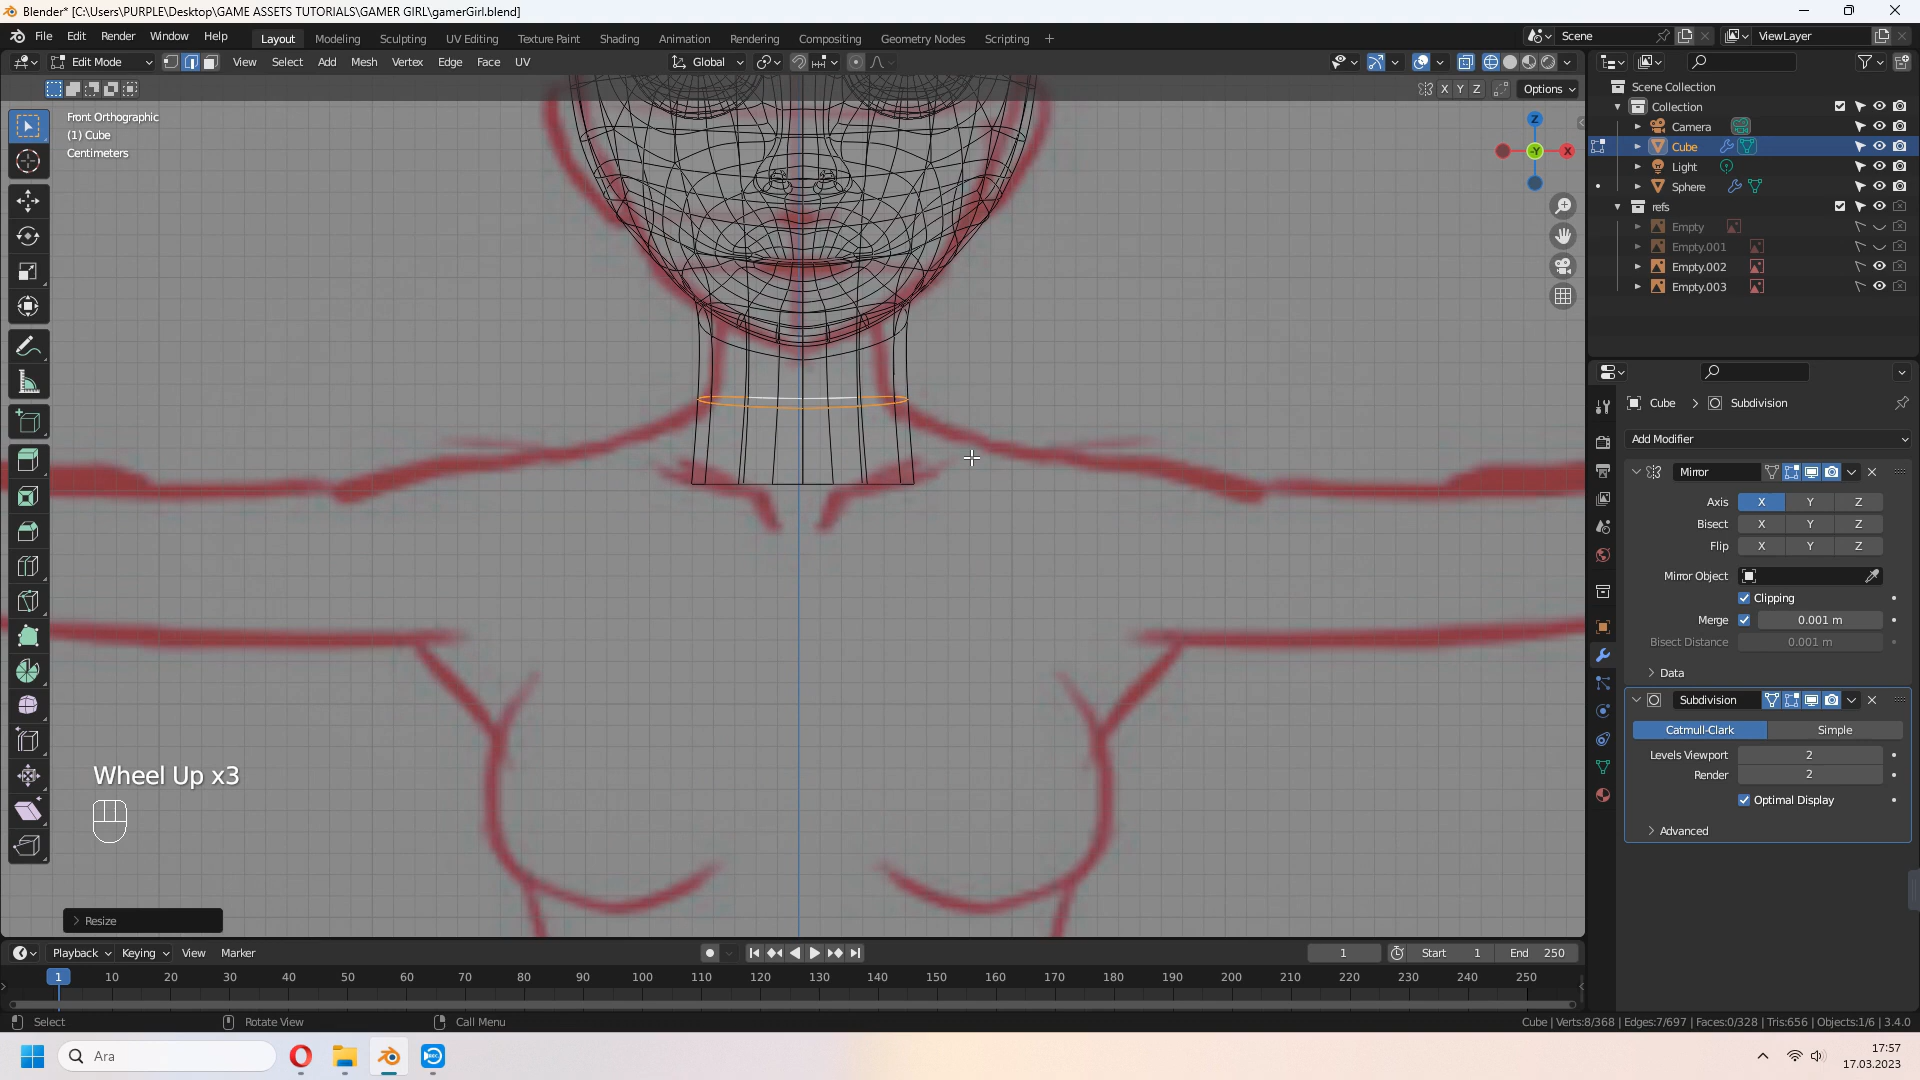 Blender* [C:\Users\PURPLE\Desktop\GAME ASSETS TUTORIALS\GAMER GIRL\gamerGirl.blend]
File Edit Render Window Help
Layout Modeling Sculpting UV Editing Texture Paint Shading Animation Rendering Compositing Geometry Nodes Scripting
Scene
ViewLayer
Edit Mode
View Select Add Mesh Vertex Edge Face UV
Global
X Y Z
Options
Front Orthographic
(1) Cube
Centimeters
Z
-Y
X
Scene Collection
Collection
Camera
Cube
Light
Sphere
refs
Empty
Empty.001
Empty.002
Empty.003
Cube > Subdivision
Add Modifier
Mirror
Axis X Y Z
Bisect X Y Z
Flip X Y Z
Mirror Object
Clipping
Merge 0.001 m
Bisect Distance 0.001 m
Data
Subdivision
Catmull-Clark Simple
Levels Viewport 2
Render 2
Optimal Display
Advanced
Wheel Up x3
Resize
Playback Keying View Marker
1
Start 1
End 250
1 10 20 30 40 50 60 70 80 90 100 110 120 130 140 150 160 170 180 190 200 210 220 230 240 250
Select
Rotate View
Call Menu
Cube | Verts:8/368 | Edges:7/697 | Faces:0/328 | Tris:656 | Objects:1/6 | 3.4.0
Ara
17:57
17.03.2023